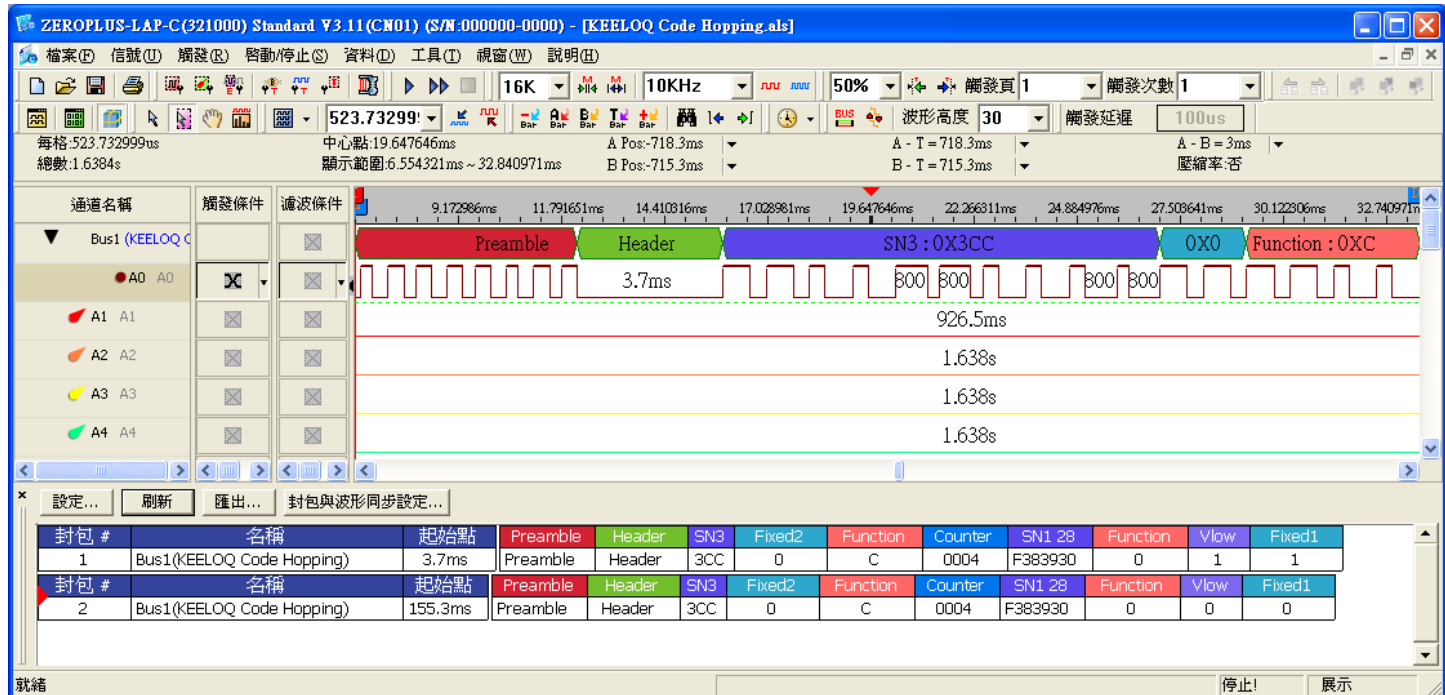 ZEROPLUS-LAP-C(321000) Standard V3.11(CN01) (S/N:000000-0000) - [KEELOQ Code Hopping.als]
檔案(F) 信號(U) 觸發(R) 啓動/停止(S) 資料(D) 工具(T) 視窗(W) 說明(H)
16K 10KHz 50% 觸發頁 1 觸發次數 1
523.73299 Bar Bar Bar Bar Bar BUS 波形高度 30 觸發延遲 100us
每格:523.732999us 中心點:19.647646ms A Pos:-718.3ms A - T = 718.3ms A - B = 3ms
總數:1.6384s 顯示範圍:6.554321ms ~ 32.840971ms B Pos:-715.3ms B - T = 715.3ms 壓縮率:否
通道名稱 觸發條件 濾波條件 9.172986ms 11.791651ms 14.410316ms 17.028981ms 19.647646ms 22.266311ms 24.884976ms 27.503641ms 30.122306ms 32.740971m
Bus1 (KEELOQ C Preamble Header SN3 : 0X3CC 0X0 Function : 0XC
A0 A0 3.7ms 800 800 800 800
A1 A1 926.5ms
A2 A2 1.638s
A3 A3 1.638s
A4 A4 1.638s
設定... 刷新 匯出... 封包與波形同步設定...
封包 # 名稱 起始點 Preamble Header SN3 Fixed2 Function Counter SN1 28 Function Vlow Fixed1
1 Bus1(KEELOQ Code Hopping) 3.7ms Preamble Header 3CC 0 C 0004 F383930 0 1 1
封包 # 名稱 起始點 Preamble Header SN3 Fixed2 Function Counter SN1 28 Function Vlow Fixed1
2 Bus1(KEELOQ Code Hopping) 155.3ms Preamble Header 3CC 0 C 0004 F383930 0 0 0
就緒 停止! 展示